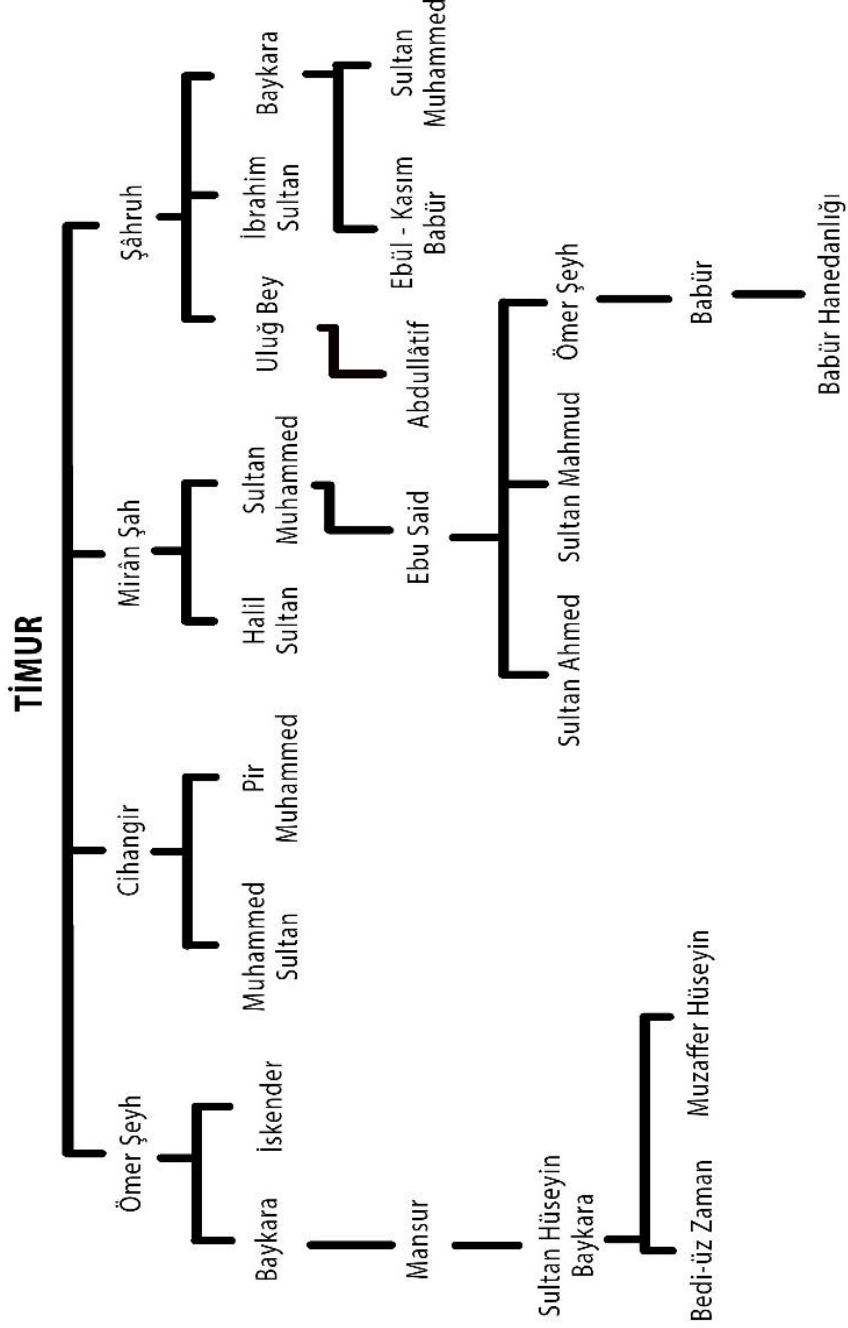 TİMUR
Ömer Şeyh
Cihangir
Mirân Şah
Şâhruh
Baykara
İskender
Muhammed
Sultan
Pir
Muhammed
Halil
Sultan
Sultan
Muhammed
Uluğ Bey
İbrahim
Sultan
Baykara
Mansur
Ebu Said
Abdullâtif
Ebül - Kasım
Babür
Sultan
Muhammed
Sultan Hüseyin
Baykara
Sultan Ahmed
Sultan Mahmud
Ömer Şeyh
Bedi-üz Zaman
Muzaffer Hüseyin
Babür
Babür Hanedanlığı